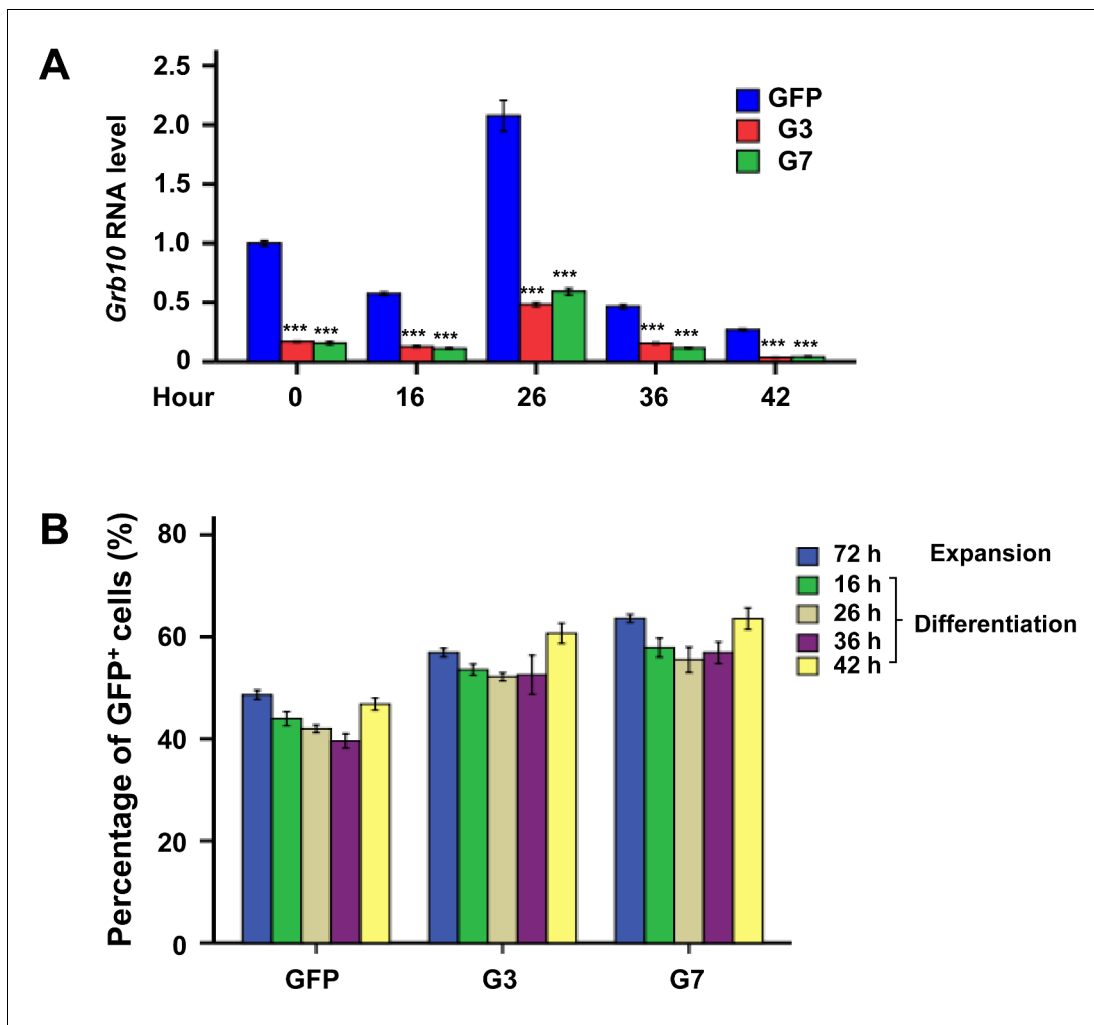 A
Grb10 RNA level
2.5
2.0
1.5
1.0
0.5
0
GFP
G3
G7
*** ***
*** ***
*** ***
*** ***
*** ***
Hour 0 16 26 36 42
B
Percentage of GFP+ cells (%)
80
60
40
20
0
72 h Expansion
16 h
26 h
36 h
42 h
Differentiation
GFP G3 G7